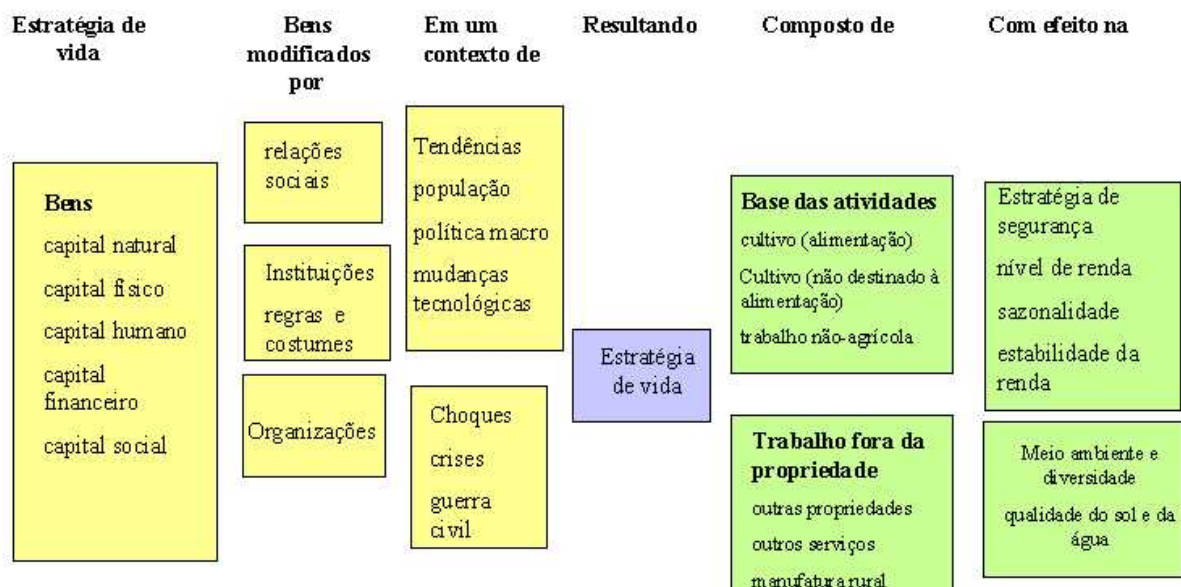 Estratégia de
vida
Bens
modificados
por
Em um
contexto de
Resultando
Composto de
Com efeito na
Bens
capital natural
capital físico
capital humano
capital
financeiro
capital social
relações
sociais
Instituições
regras e
costumes
Organizações
Tendências
população
política macro
mudanças
tecnológicas
Choques
crises
guerra
civil
Estratégia
de vida
Base das atividades
cultivo (alimentação)
Cultivo (não destinado à
alimentação)
trabalho não-agrícola
Trabalho fora da
propriedade
outras propriedades
outros serviços
manufatura rural
Estratégia de
segurança
nível de renda
sazonalidade
estabilidade da
renda
Meio ambiente e
diversidade
qualidade do sol e da
água